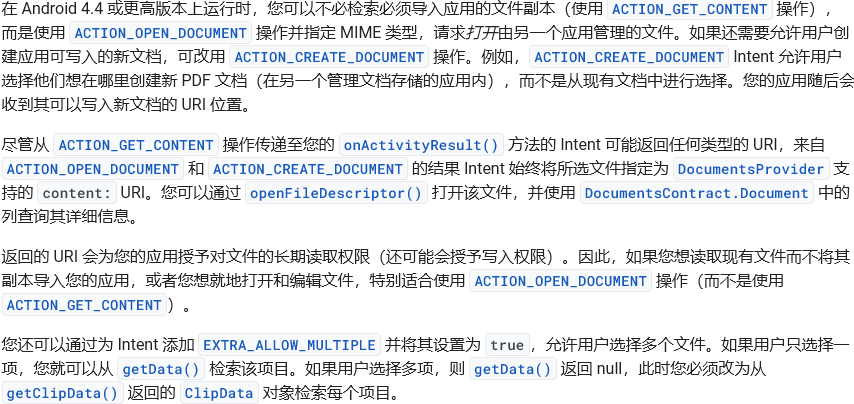 在 Android 4.4 或更高版本上运行时，您可以不必检索必须导入应用的文件副本（使用 ACTION_GET_CONTENT 操作），
而是使用 ACTION_OPEN_DOCUMENT 操作并指定 MIME 类型，请求打开由另一个应用管理的文件。如果还需要允许用户创
建应用可写入的新文档，可改用 ACTION_CREATE_DOCUMENT 操作。例如，ACTION_CREATE_DOCUMENT Intent 允许用户
选择他们想在哪里创建新 PDF 文档（在另一个管理文档存储的应用内），而不是从现有文档中进行选择。您的应用随后会
收到其可以写入新文档的 URI 位置。
尽管从 ACTION_GET_CONTENT 操作传递至您的 onActivityResult() 方法的 Intent 可能返回任何类型的 URI，来自
ACTION_OPEN_DOCUMENT 和 ACTION_CREATE_DOCUMENT 的结果 Intent 始终将所选文件指定为 DocumentsProvider 支
持的 content: URI。您可以通过 openFileDescriptor() 打开该文件，并使用 DocumentsContract.Document 中的
列查询其详细信息。
返回的 URI 会为您的应用授予对文件的长期读取权限（还可能会授予写入权限）。因此，如果您想读取现有文件而不将其
副本导入您的应用，或者您想就地打开和编辑文件，特别适合使用 ACTION_OPEN_DOCUMENT 操作（而不是使用
ACTION_GET_CONTENT）。
您还可以通过为 Intent 添加 EXTRA_ALLOW_MULTIPLE 并将其设置为 true，允许用户选择多个文件。如果用户只选择一
项，您就可以从 getData() 检索该项目。如果用户选择多项，则 getData() 返回 null，此时您必须改为从
getClipData() 返回的 ClipData 对象检索每个项目。